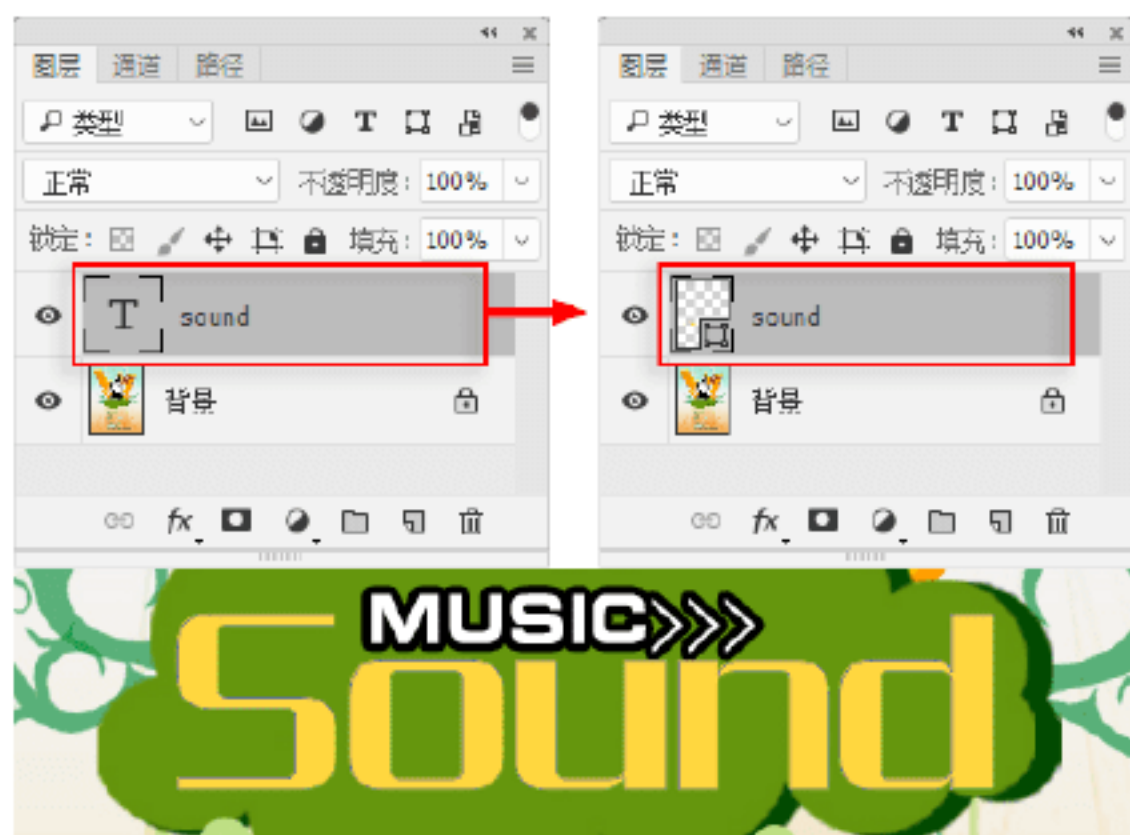 图层 通道 路径
类型 T
正常 不透明度: 100%
锁定: 填充: 100%
T sound
背景
fx
图层 通道 路径
类型 T
正常 不透明度: 100%
锁定: 填充: 100%
sound
背景
fx
MUSIC>>>
Sound